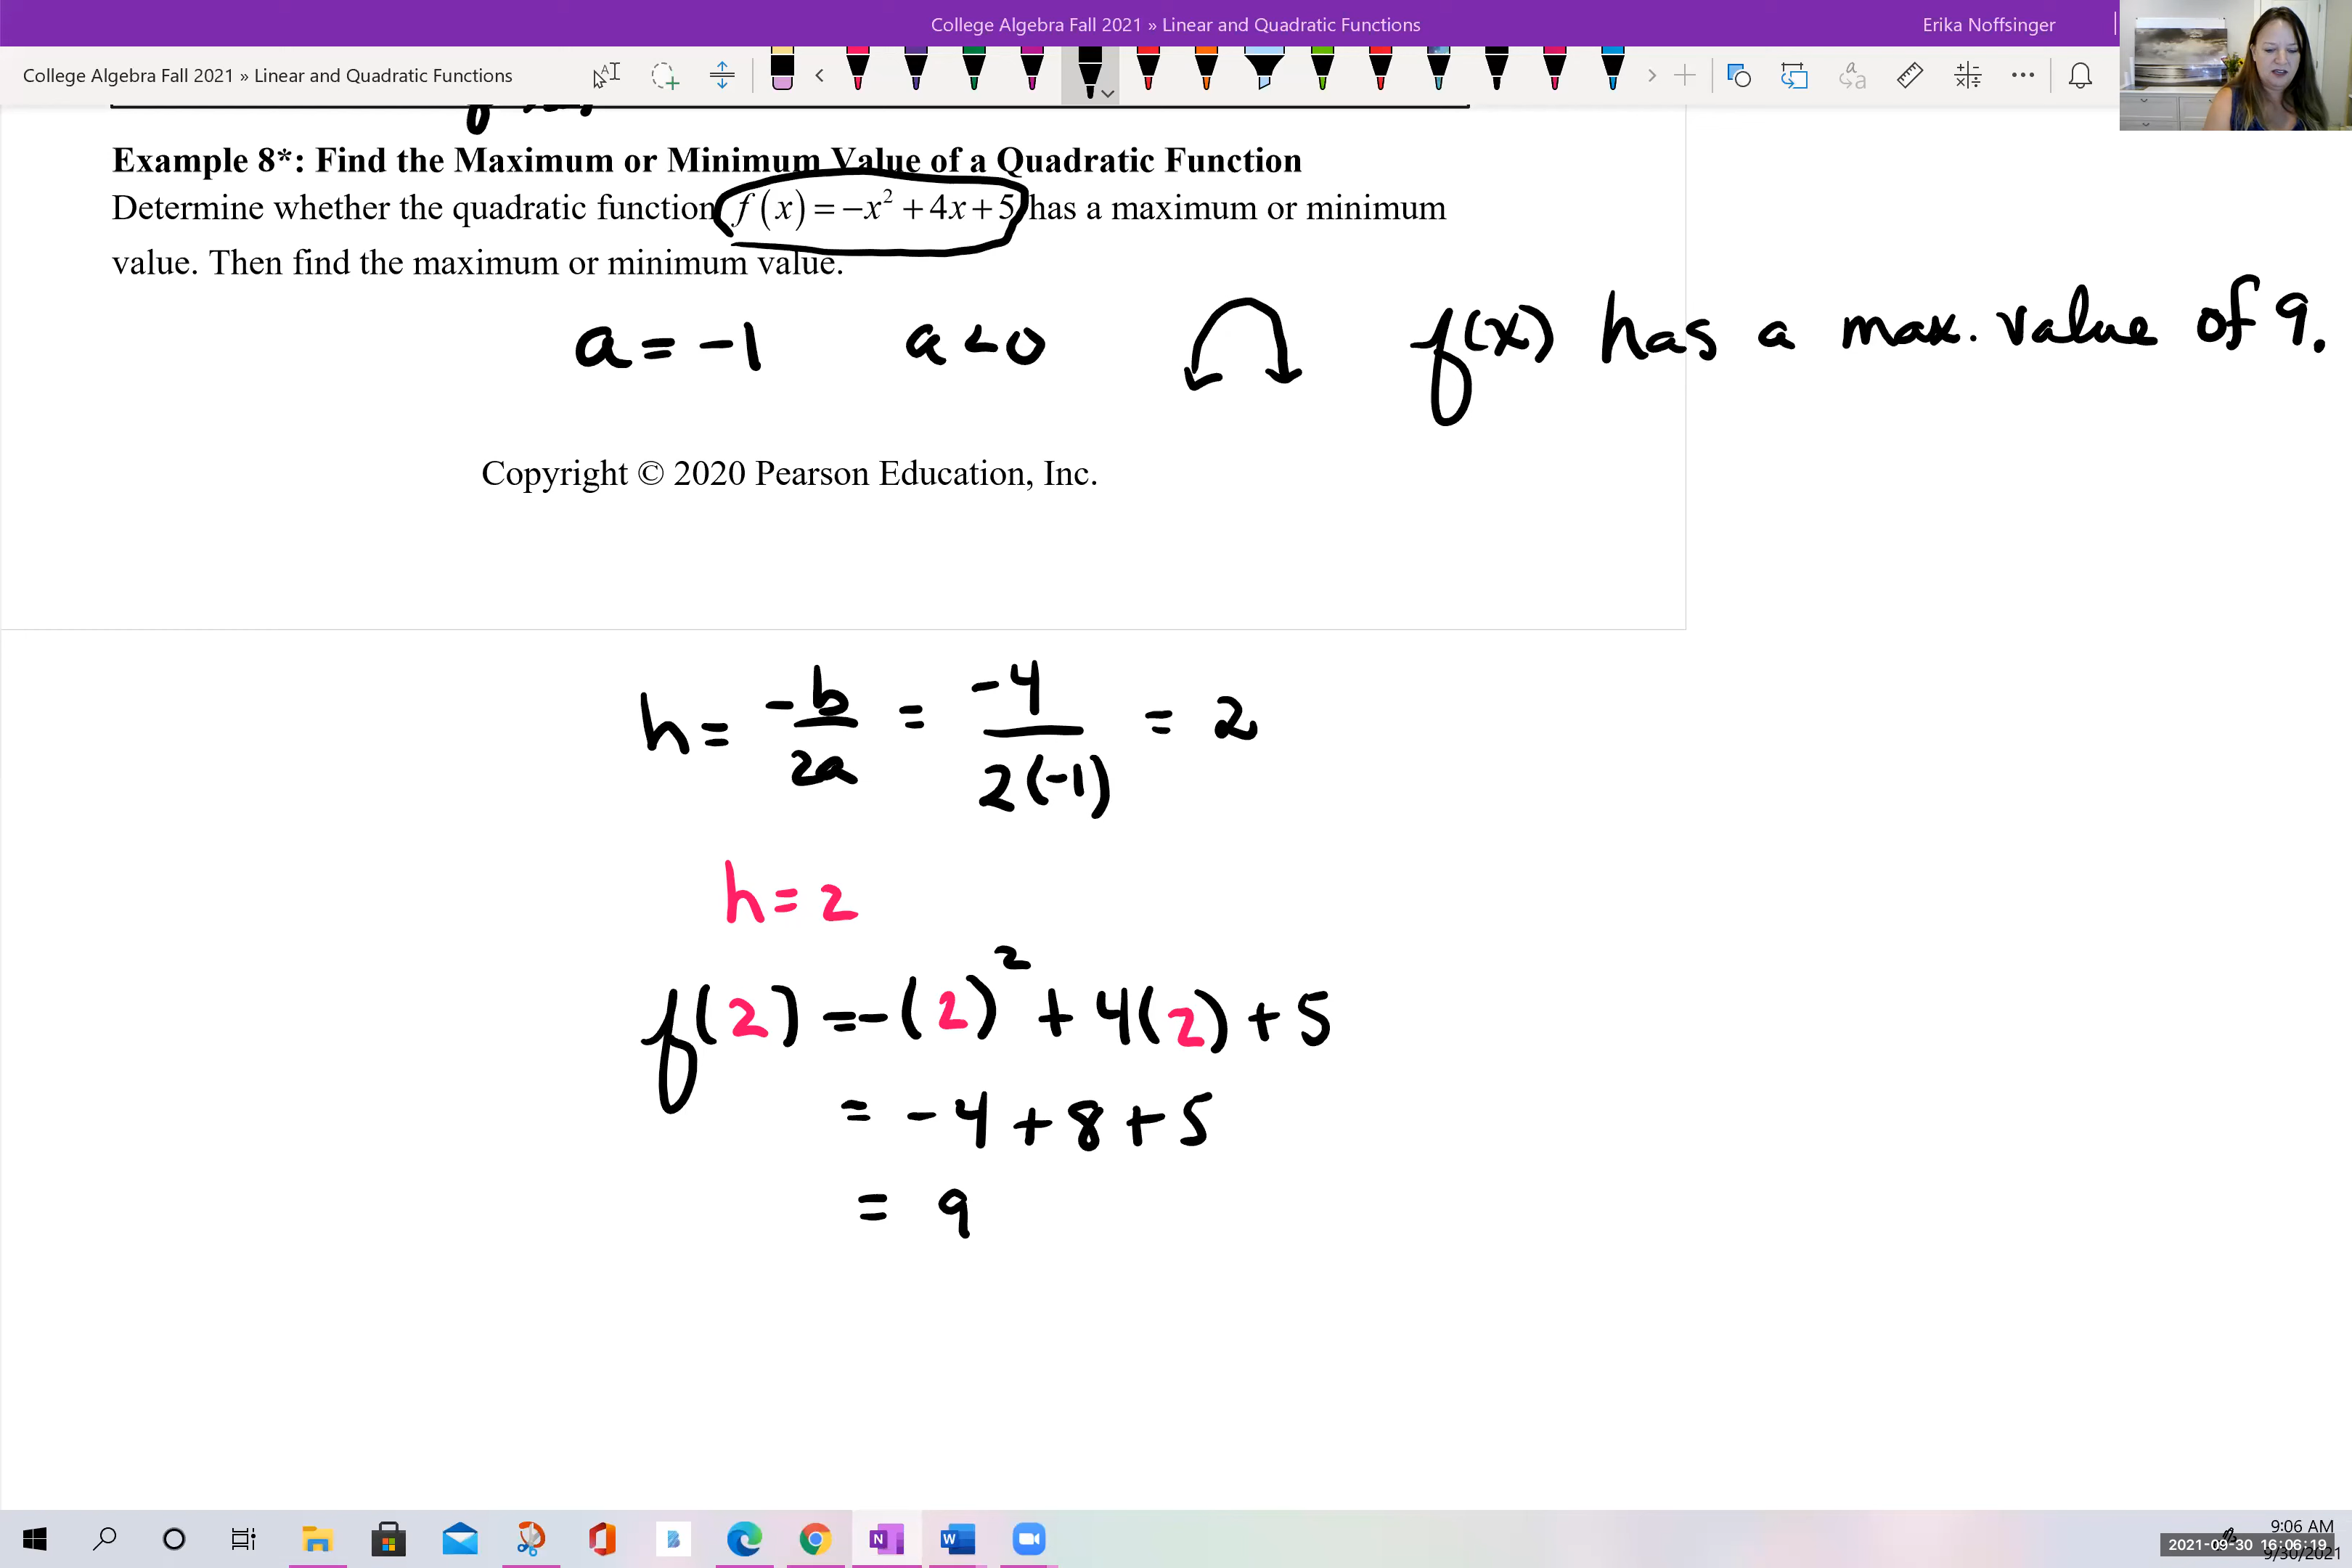 College Algebra Fall 2021 » Linear and Quadratic Functions
Erika Noffsinger
College Algebra Fall 2021 » Linear and Quadratic Functions
Example 8*: Find the Maximum or Minimum Value of a Quadratic Function
Determine whether the quadratic function f(x) = −x² + 4x + 5 has a maximum or minimum
value. Then find the maximum or minimum value.
a = -1 a < 0 f(x) has a max. value of 9.
Copyright © 2020 Pearson Education, Inc.
h = -b/2a = -4/2(-1) = 2
h = 2
f(2) = -(2)² + 4(2) + 5
= -4 + 8 + 5
= 9
9:06 AM
2021-09-30 16:06:19
9/30/2021